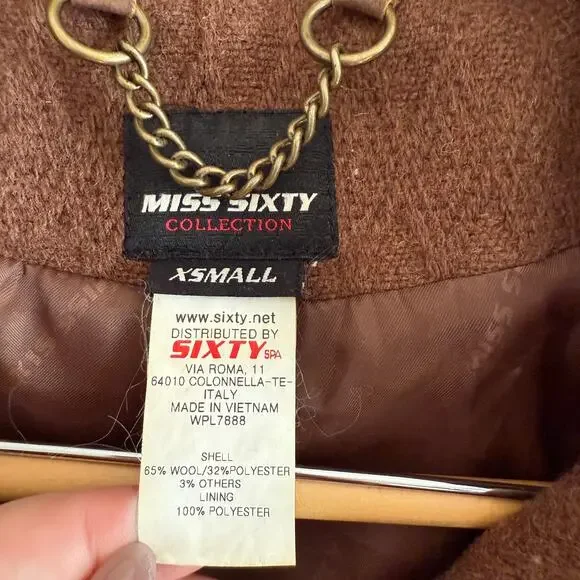 MISS SIXTY
COLLECTION
XSMALL
www.sixty.net
DISTRIBUTED BY
SIXTY SPA
VIA ROMA, 11
64010 COLONNELLA-TE-
ITALY
MADE IN VIETNAM
WPL7888
SHELL
65% WOOL/32%POLYESTER
3% OTHERS
LINING
100% POLYESTER
MISS S